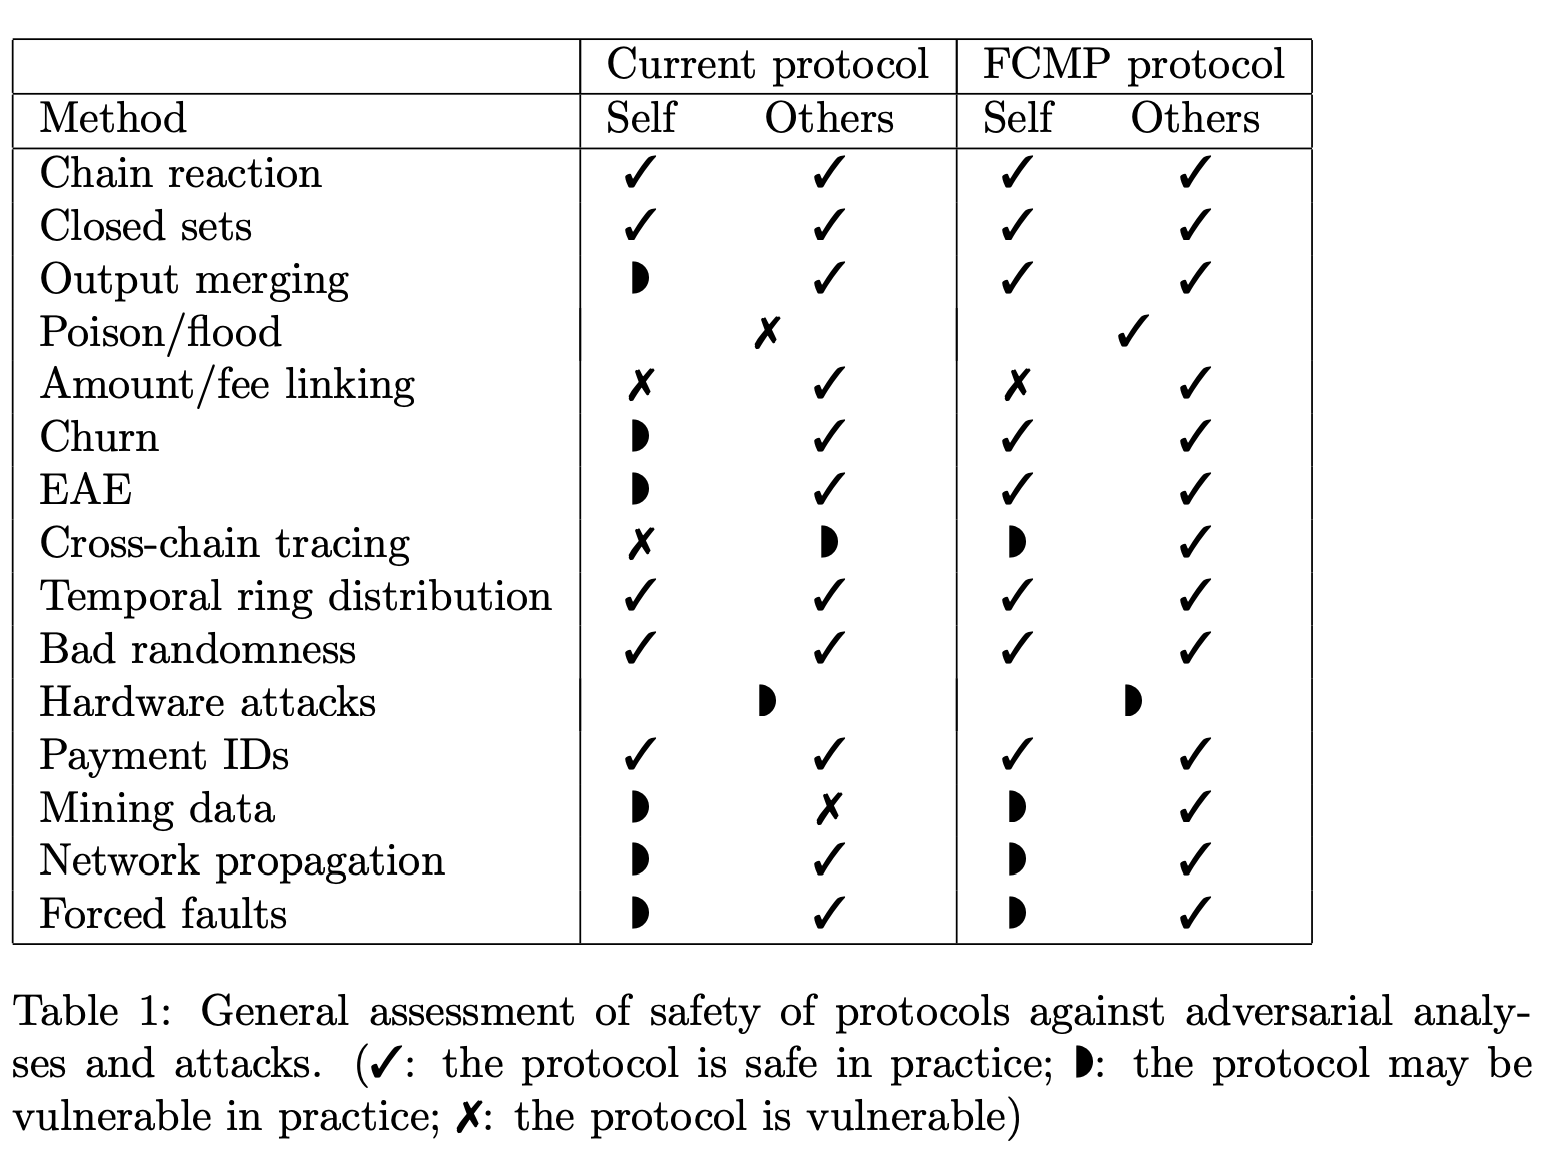 Current protocol FCMP protocol
Method Self Others Self Others
Chain reaction ✓ ✓ ✓ ✓
Closed sets ✓ ✓ ✓ ✓
Output merging ◗ ✓ ✓ ✓
Poison/flood ✗ ✓
Amount/fee linking ✗ ✓ ✗ ✓
Churn ◗ ✓ ✓ ✓
EAE ◗ ✓ ✓ ✓
Cross-chain tracing ✗ ◗ ◗ ✓
Temporal ring distribution ✓ ✓ ✓ ✓
Bad randomness ✓ ✓ ✓ ✓
Hardware attacks ◗ ◗
Payment IDs ✓ ✓ ✓ ✓
Mining data ◗ ✗ ◗ ✓
Network propagation ◗ ✓ ◗ ✓
Forced faults ◗ ✓ ◗ ✓
Table 1: General assessment of safety of protocols against adversarial analy-
ses and attacks. (✓: the protocol is safe in practice; ◗: the protocol may be
vulnerable in practice; ✗: the protocol is vulnerable)